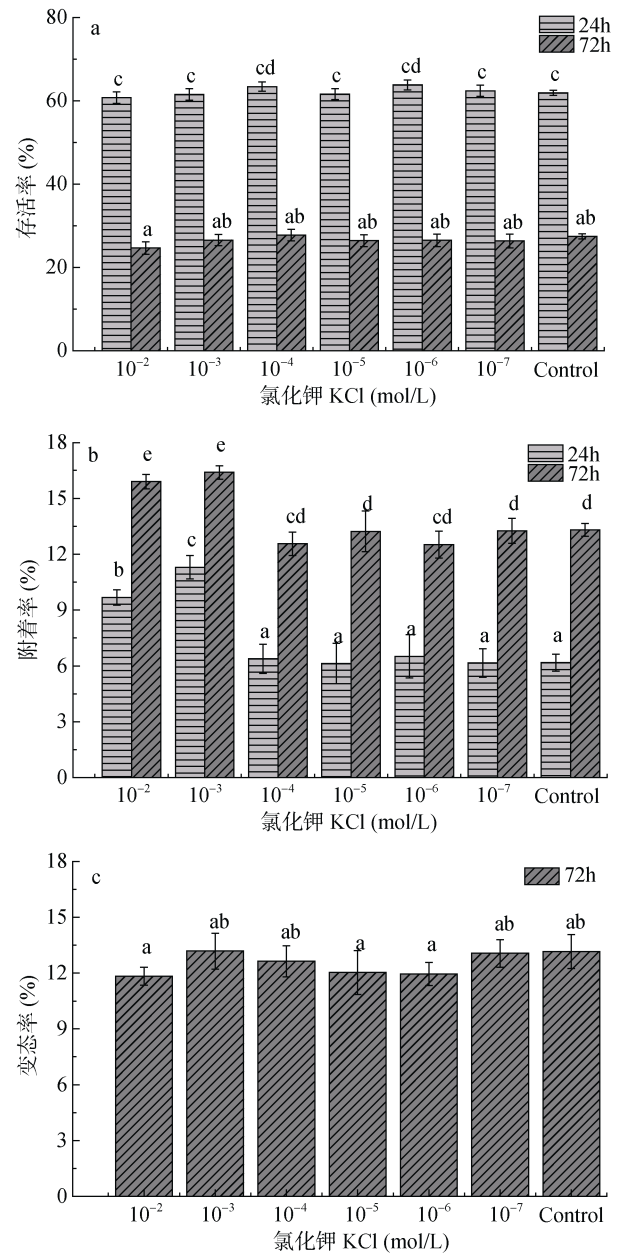 a
24h
72h
80
60
40
20
0
存活率 (%)
c c cd c cd c c
a ab ab ab ab ab ab
10⁻² 10⁻³ 10⁻⁴ 10⁻⁵ 10⁻⁶ 10⁻⁷ Control
氯化钾 KCl (mol/L)
b
24h
72h
18
15
12
9
6
3
0
附着率 (%)
e e cd d cd d d
b c a a a a a
10⁻² 10⁻³ 10⁻⁴ 10⁻⁵ 10⁻⁶ 10⁻⁷ Control
氯化钾 KCl (mol/L)
c
72h
18
15
12
9
6
3
0
变态率 (%)
a ab ab a a ab ab
10⁻² 10⁻³ 10⁻⁴ 10⁻⁵ 10⁻⁶ 10⁻⁷ Control
氯化钾 KCl (mol/L)